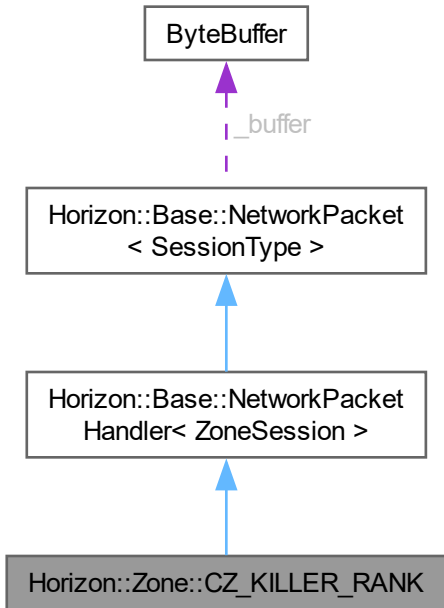 ByteBuffer
_buffer
Horizon::Base::NetworkPacket
< SessionType >
Horizon::Base::NetworkPacket
Handler< ZoneSession >
Horizon::Zone::CZ_KILLER_RANK